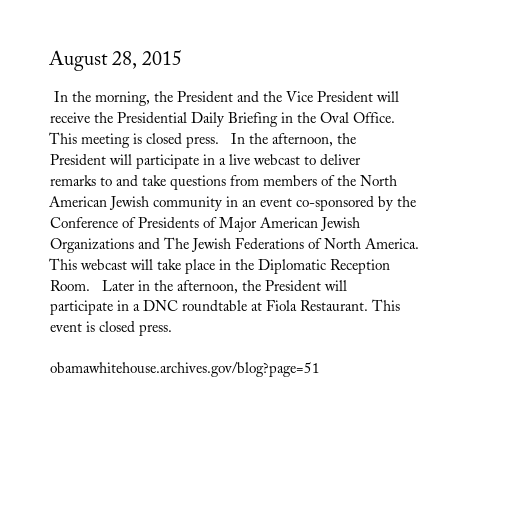 August 28, 2015
In the morning, the President and the Vice President will
receive the Presidential Daily Briefing in the Oval Office.
This meeting is closed press.   In the afternoon, the
President will participate in a live webcast to deliver
remarks to and take questions from members of the North
American Jewish community in an event co-sponsored by the
Conference of Presidents of Major American Jewish
Organizations and The Jewish Federations of North America.
This webcast will take place in the Diplomatic Reception
Room.   Later in the afternoon, the President will
participate in a DNC roundtable at Fiola Restaurant. This
event is closed press.
obamawhitehouse.archives.gov/blog?page=51